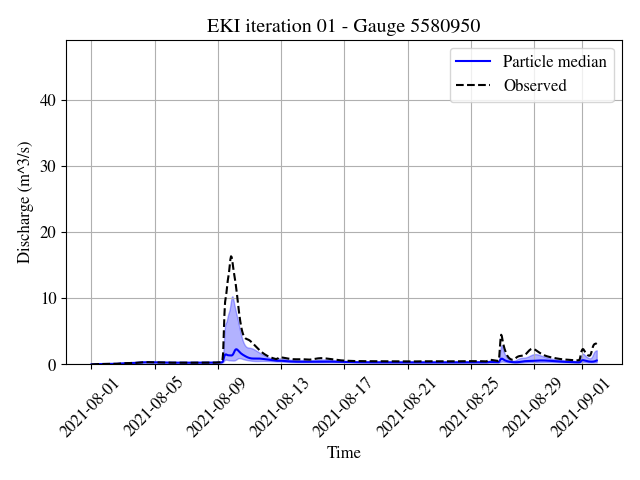 EKI iteration 01 - Gauge 5580950
Particle median
Observed
Discharge (m^3/s)
40
30
20
10
0
2021-08-01
2021-08-05
2021-08-09
2021-08-13
2021-08-17
2021-08-21
2021-08-25
2021-08-29
2021-09-01
Time